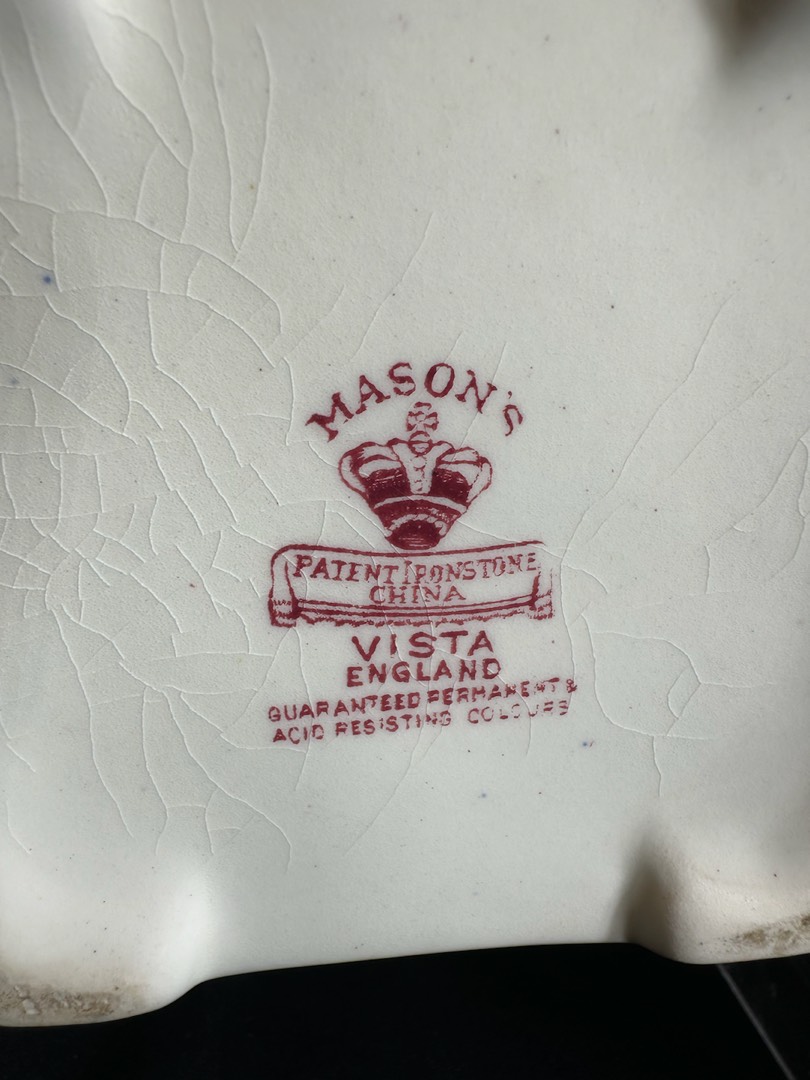 MASON'S
PATENT IRONSTONE
CHINA
VISTA
ENGLAND
GUARANTEED PERMANENT &
ACID RESISTING COLOURS